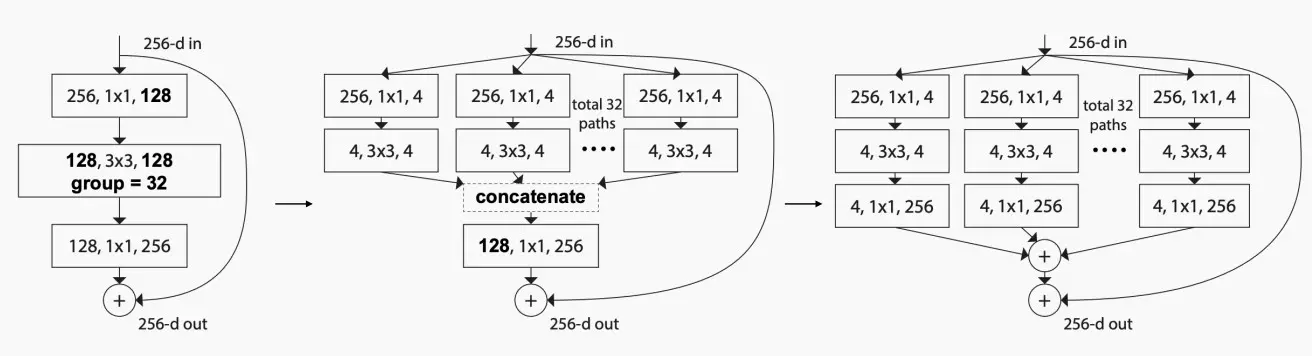 256-d in
256, 1x1, 128
128, 3x3, 128
group = 32
128, 1x1, 256
+
256-d out
256-d in
256, 1x1, 4
256, 1x1, 4
256, 1x1, 4
total 32
paths
4, 3x3, 4
4, 3x3, 4
....
4, 3x3, 4
concatenate
128, 1x1, 256
+
256-d out
256-d in
256, 1x1, 4
256, 1x1, 4
256, 1x1, 4
total 32
paths
4, 3x3, 4
4, 3x3, 4
....
4, 3x3, 4
4, 1x1, 256
4, 1x1, 256
4, 1x1, 256
+
+
256-d out